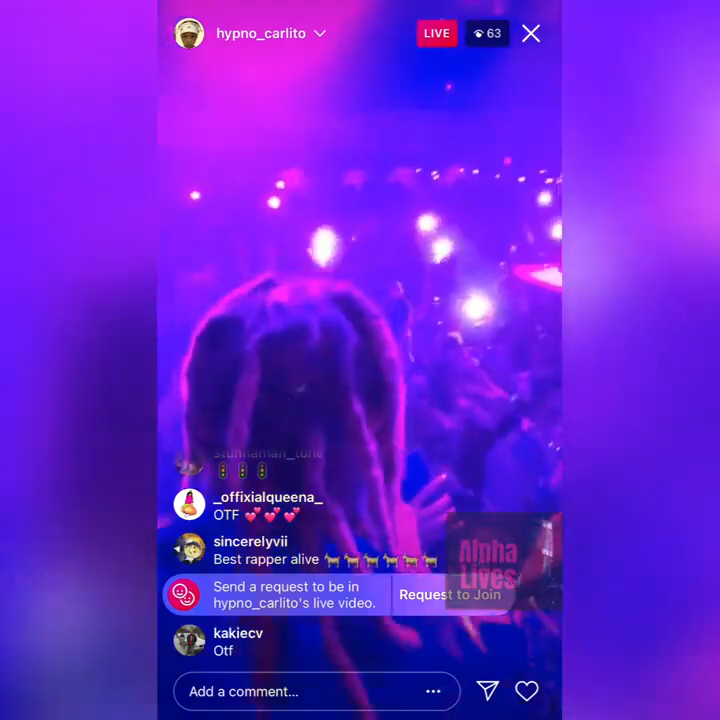 hypno_carlito
LIVE
63
stunnaman_tone
_offixialqueena_
OTF
sincerelyvii
Best rapper alive
Send a request to be in
hypno_carlito's live video.
Request to Join
Alpha
Lives
kakiecv
Otf
Add a comment...